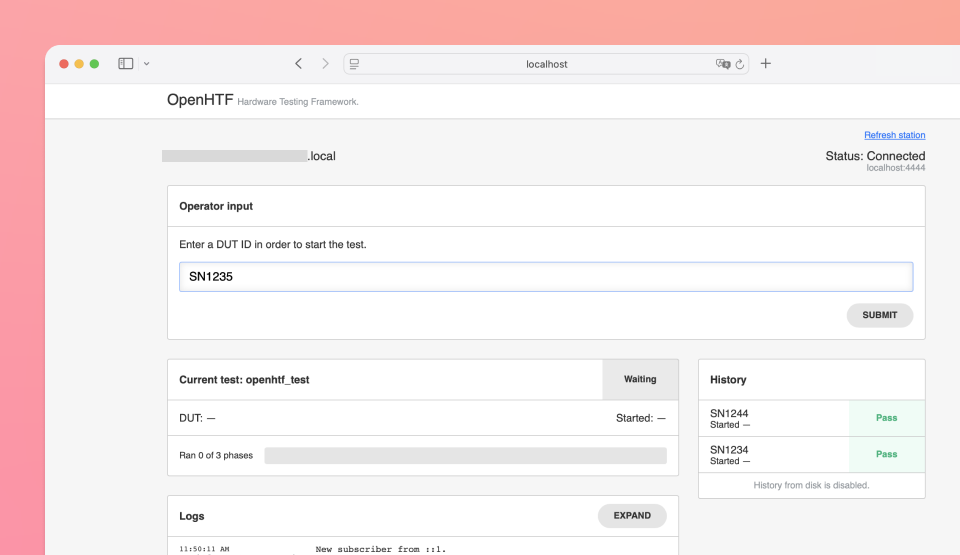 localhost
OpenHTF Hardware Testing Framework.
Refresh station
.local
Status: Connected
localhost:4444
Operator input
Enter a DUT ID in order to start the test.
SN1235
SUBMIT
Current test: openhtf_test
Waiting
DUT: —
Started: —
Ran 0 of 3 phases
History
SN1244
Started —
Pass
SN1234
Started —
Pass
History from disk is disabled.
Logs
EXPAND
11:50:11 AM
New subscriber from ::1.